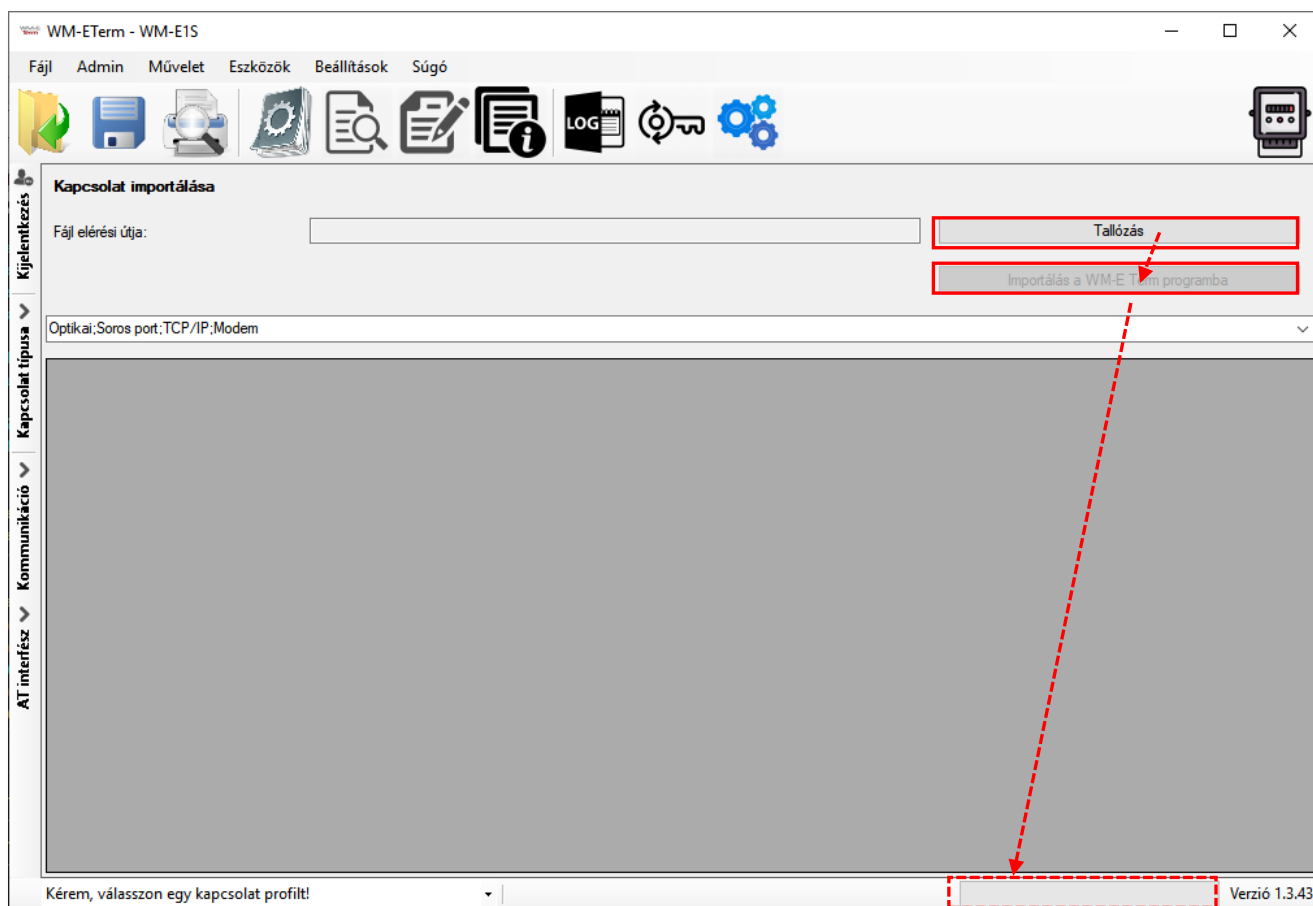 WM-ETerm - WM-E1S
Fájl Admin Művelet Eszközök Beállítások Súgó
LOG
Kijelentkezés
Kapcsolat típusa
Kommunikáció
AT interfész
Kapcsolat importálása
Fájl elérési útja:
Tallózás
Importálás a WM-E Term programba
Optikai;Soros port;TCP/IP;Modem
Kérem, válasszon egy kapcsolat profilt!
Verzió 1.3.43